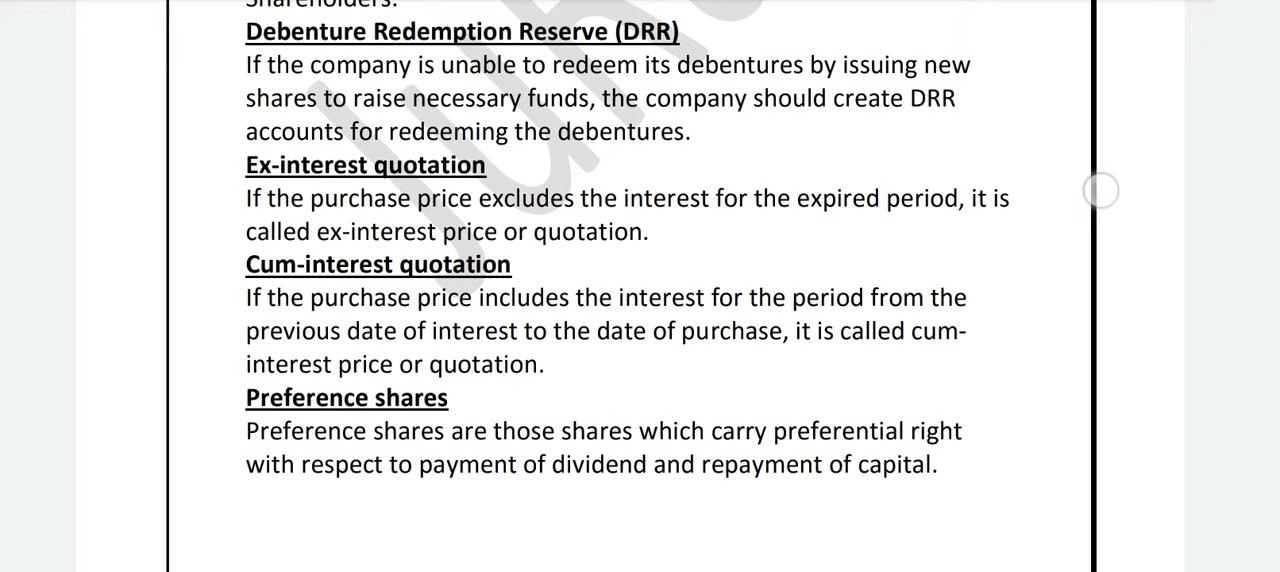 Shareholders.
Debenture Redemption Reserve (DRR)
If the company is unable to redeem its debentures by issuing new
shares to raise necessary funds, the company should create DRR
accounts for redeeming the debentures.
Ex-interest quotation
If the purchase price excludes the interest for the expired period, it is
called ex-interest price or quotation.
Cum-interest quotation
If the purchase price includes the interest for the period from the
previous date of interest to the date of purchase, it is called cum-
interest price or quotation.
Preference shares
Preference shares are those shares which carry preferential right
with respect to payment of dividend and repayment of capital.